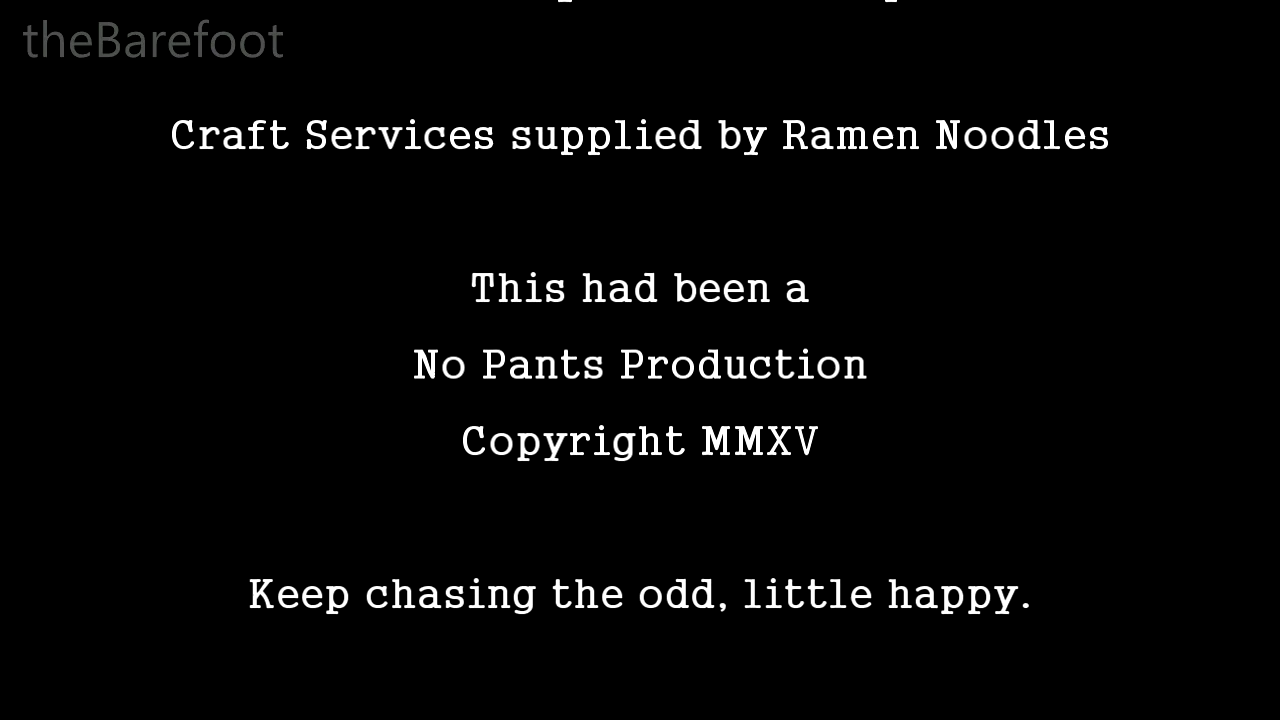 theBarefoot
Craft Services supplied by Ramen Noodles
This had been a
No Pants Production
Copyright MMXV
Keep chasing the odd, little happy.